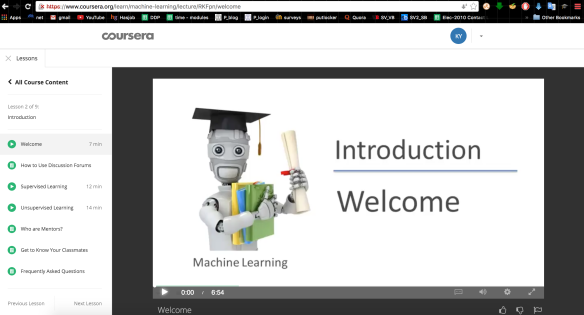 https://www.coursera.org/learn/machine-learning/lecture/RKFpn/welcome
Apps net M gmail YouTube hg Hasjob DDP time - modules P_blog P_login surveys putlocker Q Quora SV_VB SV2_SB Elec-2010 Contact... » Other Bookmarks
coursera
KY
× Lessons
< All Course Content
Lesson 2 of 9:
Introduction
Welcome 7 min
How to Use Discussion Forums
Supervised Learning 12 min
Unsupervised Learning 14 min
Who are Mentors?
Get to Know Your Classmates
Frequently Asked Questions
Previous Lesson Next Lesson
Introduction
Welcome
Machine Learning
0:00 / 6:54
Welcome